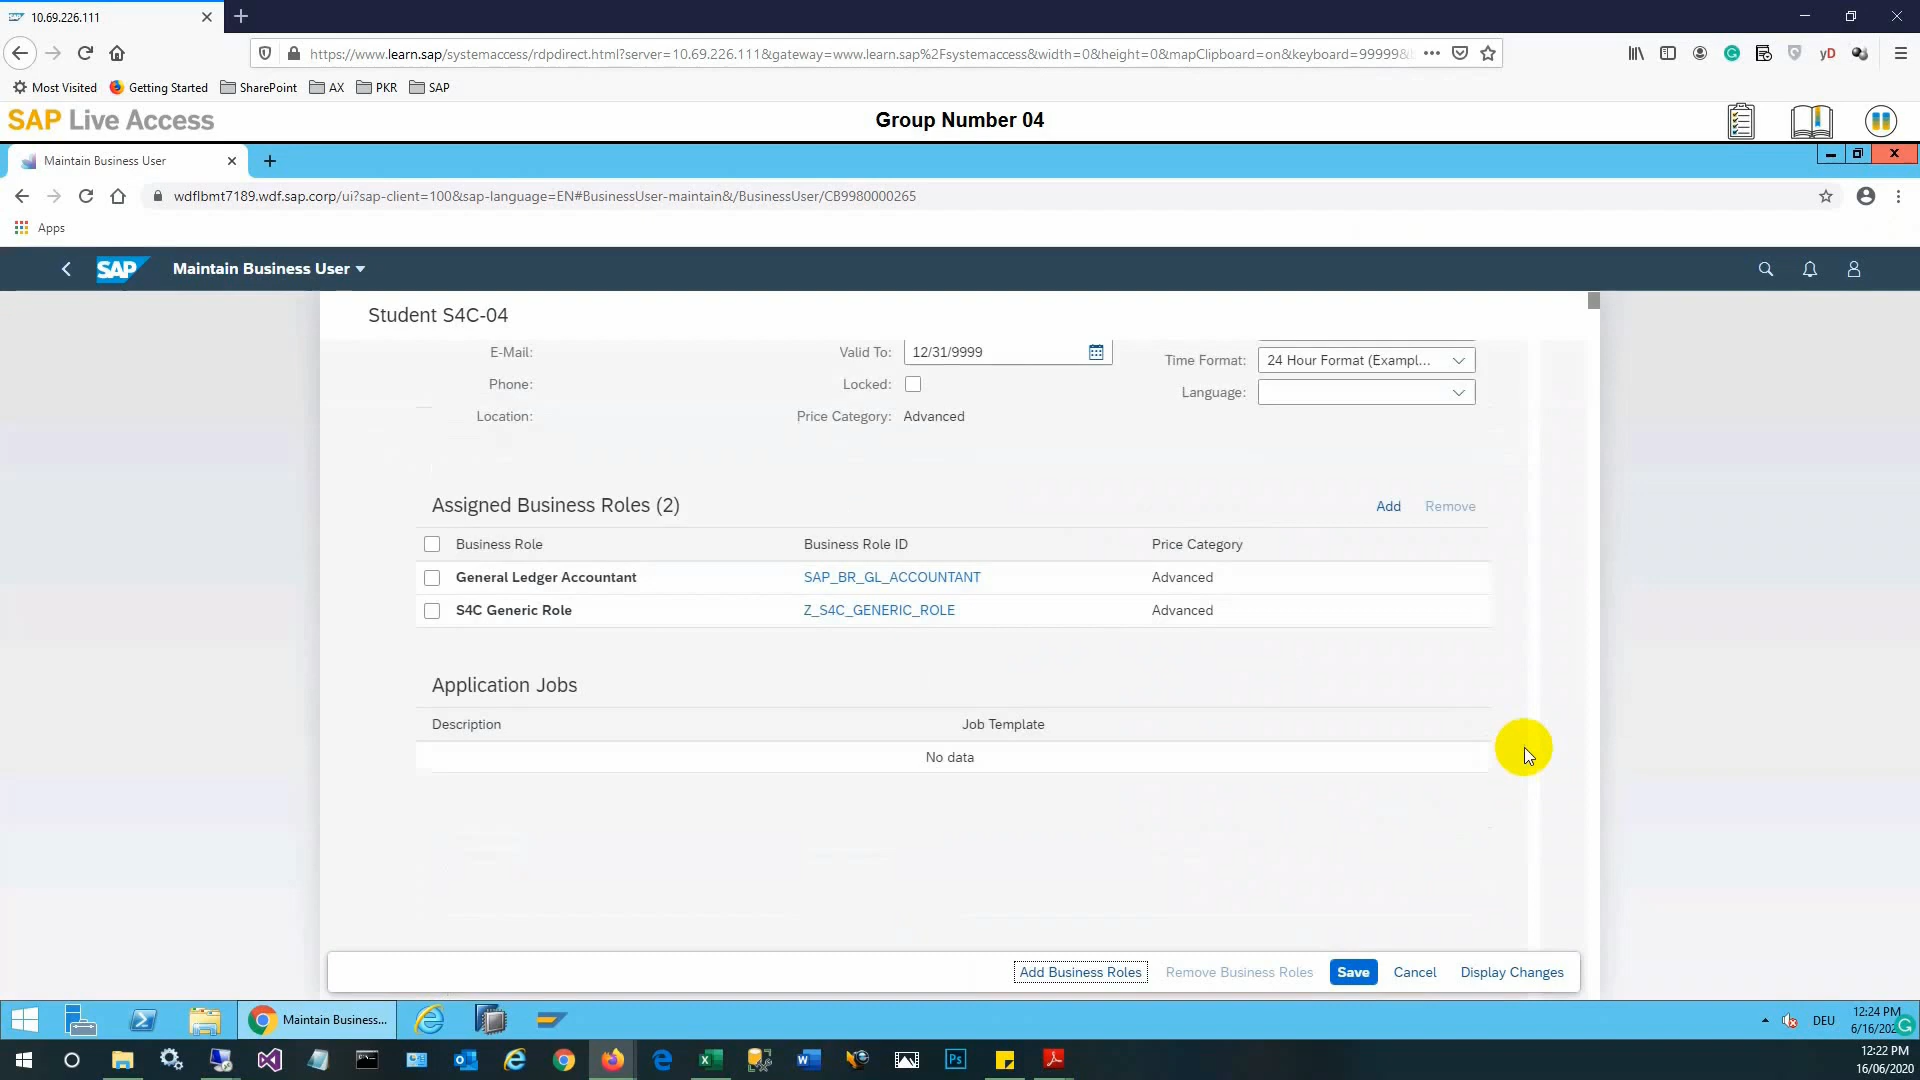 10.69.226.111
https://www.learn.sap/systemaccess/rdpdirect.html?server=10.69.226.111&gateway=www.learn.sap%2Fsystemaccess&width=0&height=0&mapClipboard=on&keyboard=99999&
yD
Most Visited Getting Started SharePoint AX PKR SAP
SAP Live Access Group Number 04
Maintain Business User
wdflbmt7189.wdf.sap.corp/ui?sap-client=100&sap-language=EN#BusinessUser-maintain&/BusinessUser/CB9980000265
Apps
SAP Maintain Business User
Student S4C-04
E-Mail: Valid To: 12/31/9999 Time Format: 24 Hour Format (Exampl...
Phone: Locked: Language:
Location: Price Category: Advanced
Assigned Business Roles (2) Add Remove
Business Role Business Role ID Price Category
General Ledger Accountant SAP_BR_GL_ACCOUNTANT Advanced
S4C Generic Role Z_S4C_GENERIC_ROLE Advanced
Application Jobs
Description Job Template
No data
Add Business Roles Remove Business Roles Save Cancel Display Changes
Maintain Business... DEU 12:24 PM
6/16/202
12:22 PM
16/06/2020